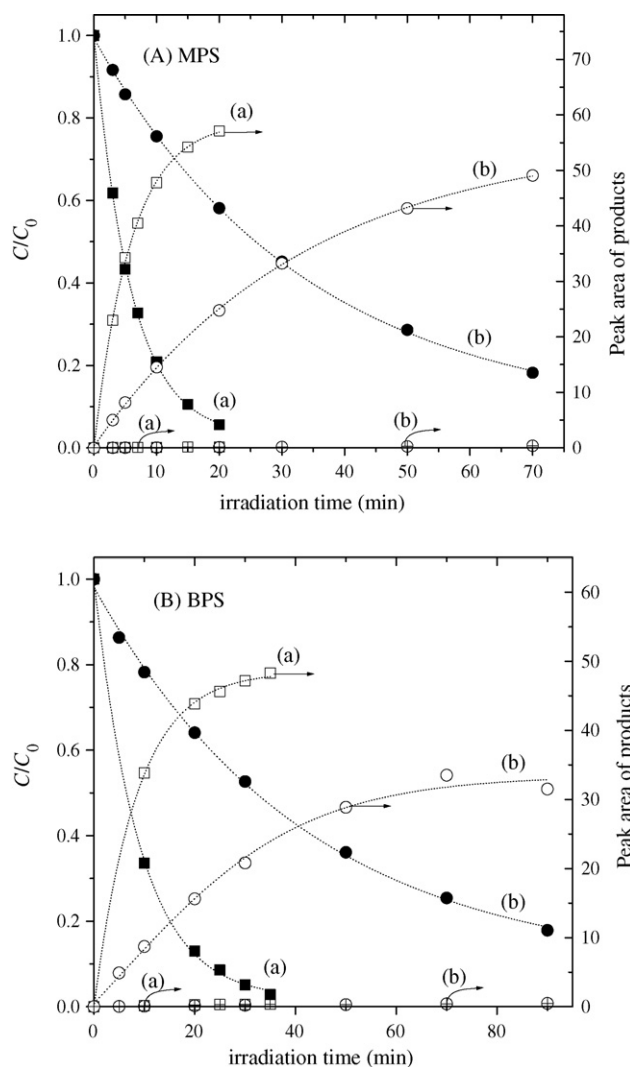 (A) MPS
1.0
0.8
0.6
0.4
0.2
0.0
C/C0
70
60
50
40
30
20
10
0
Peak area of products
(a)
(b)
(b)
(a)
(a)
(b)
0 10 20 30 40 50 60 70
irradiation time (min)
(B) BPS
1.0
0.8
0.6
0.4
0.2
0.0
C/C0
60
50
40
30
20
10
0
Peak area of products
(a)
(b)
(b)
(a)
(a)
(b)
0 20 40 60 80
irradiation time (min)